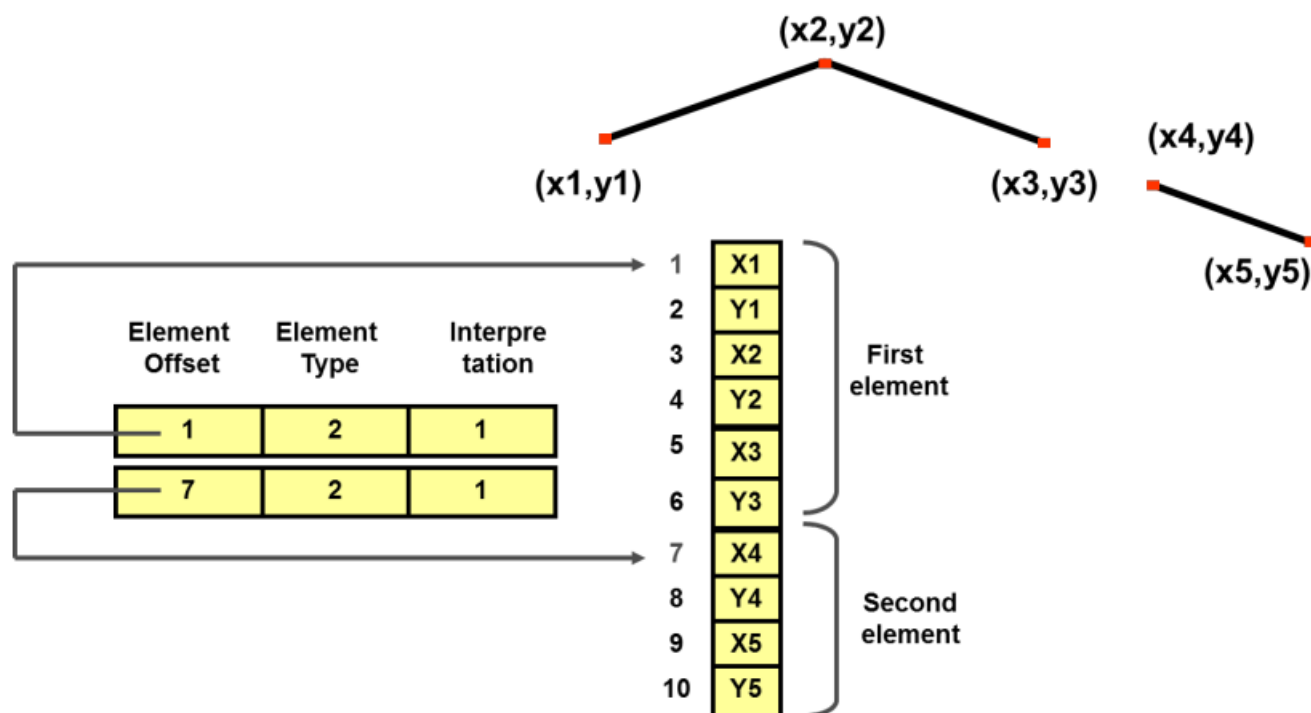 (x2,y2)
(x4,y4)
(x1,y1)
(x3,y3)
(x5,y5)
Element
Offset
Element
Type
Interpre
tation
1
2
1
7
2
1
1 X1
2 Y1
3 X2
4 Y2
5 X3
6 Y3
7 X4
8 Y4
9 X5
10 Y5
First
element
Second
element